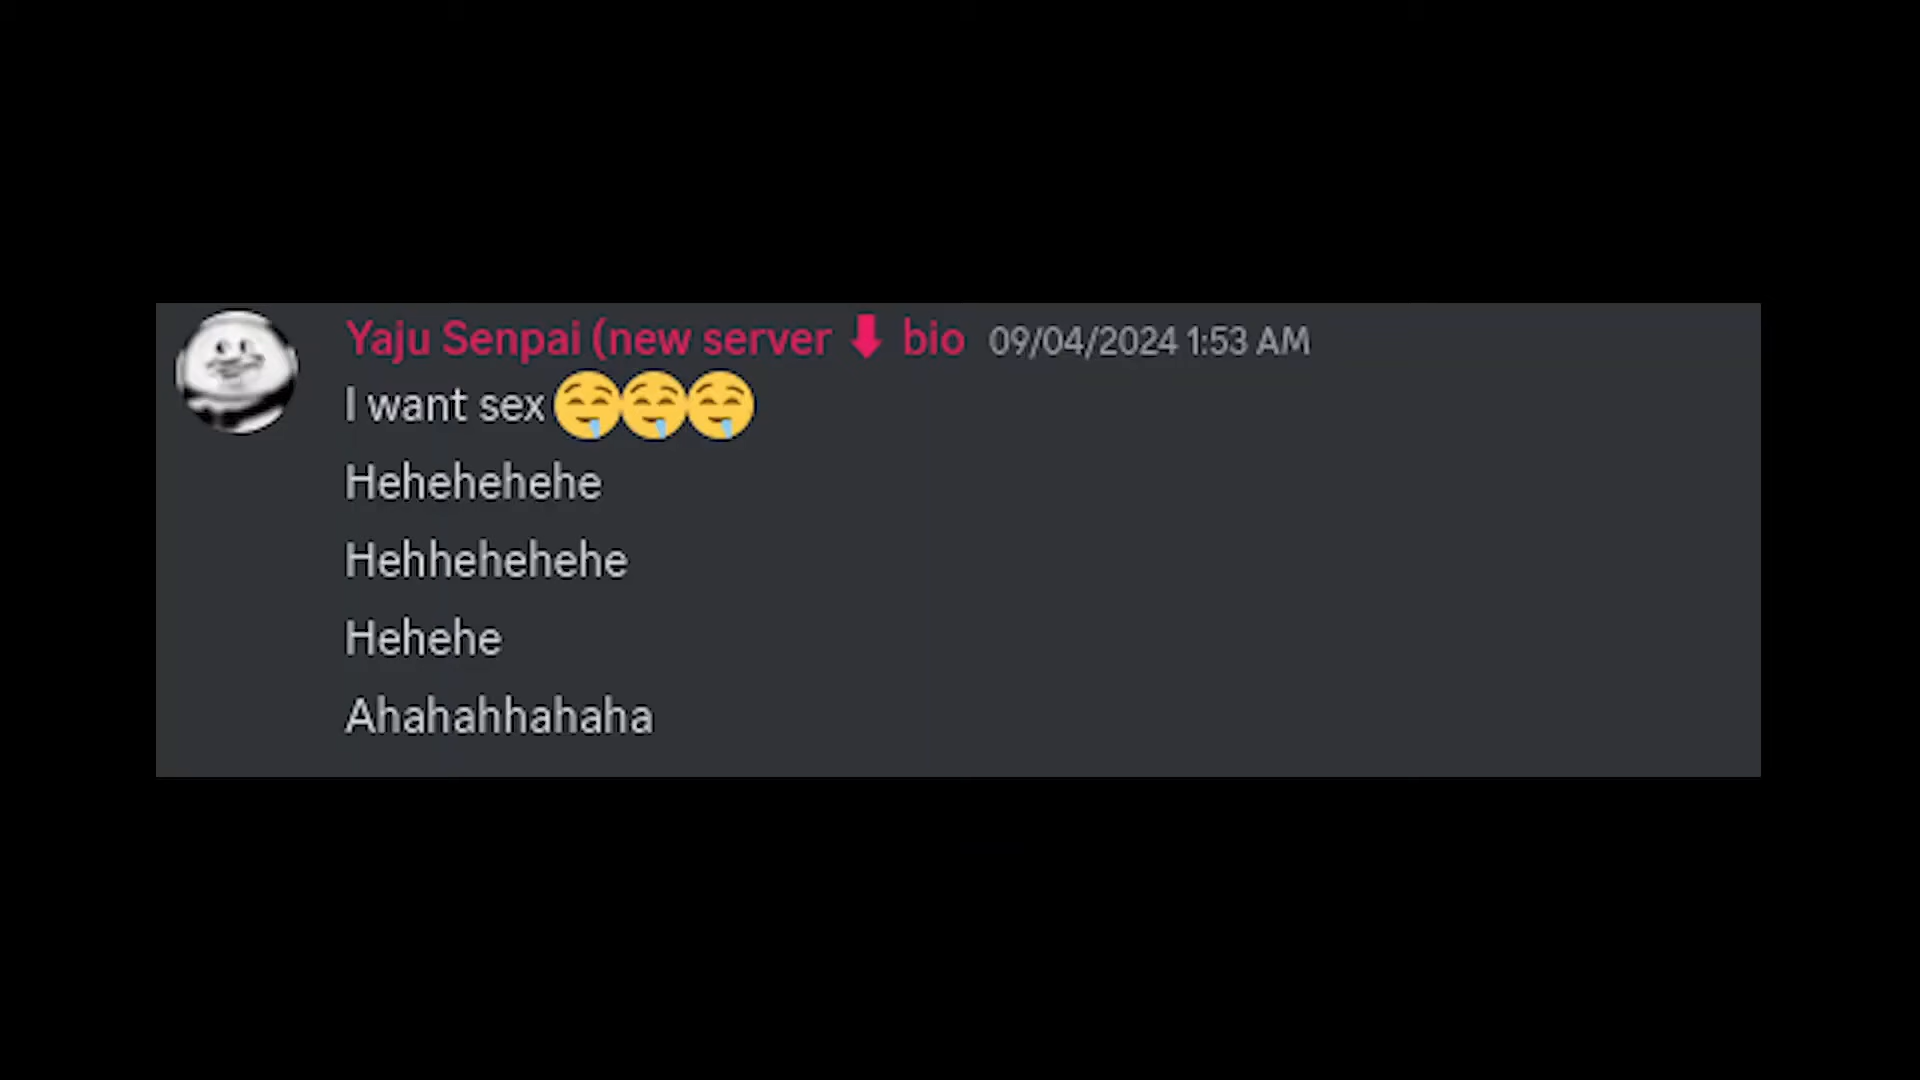 Yaju Senpai (new server ⬇ bio 09/04/2024 1:53 AM
I want sex🤤🤤🤤
Hehehehehe
Hehhehehehe
Hehehe
Ahahahhahaha